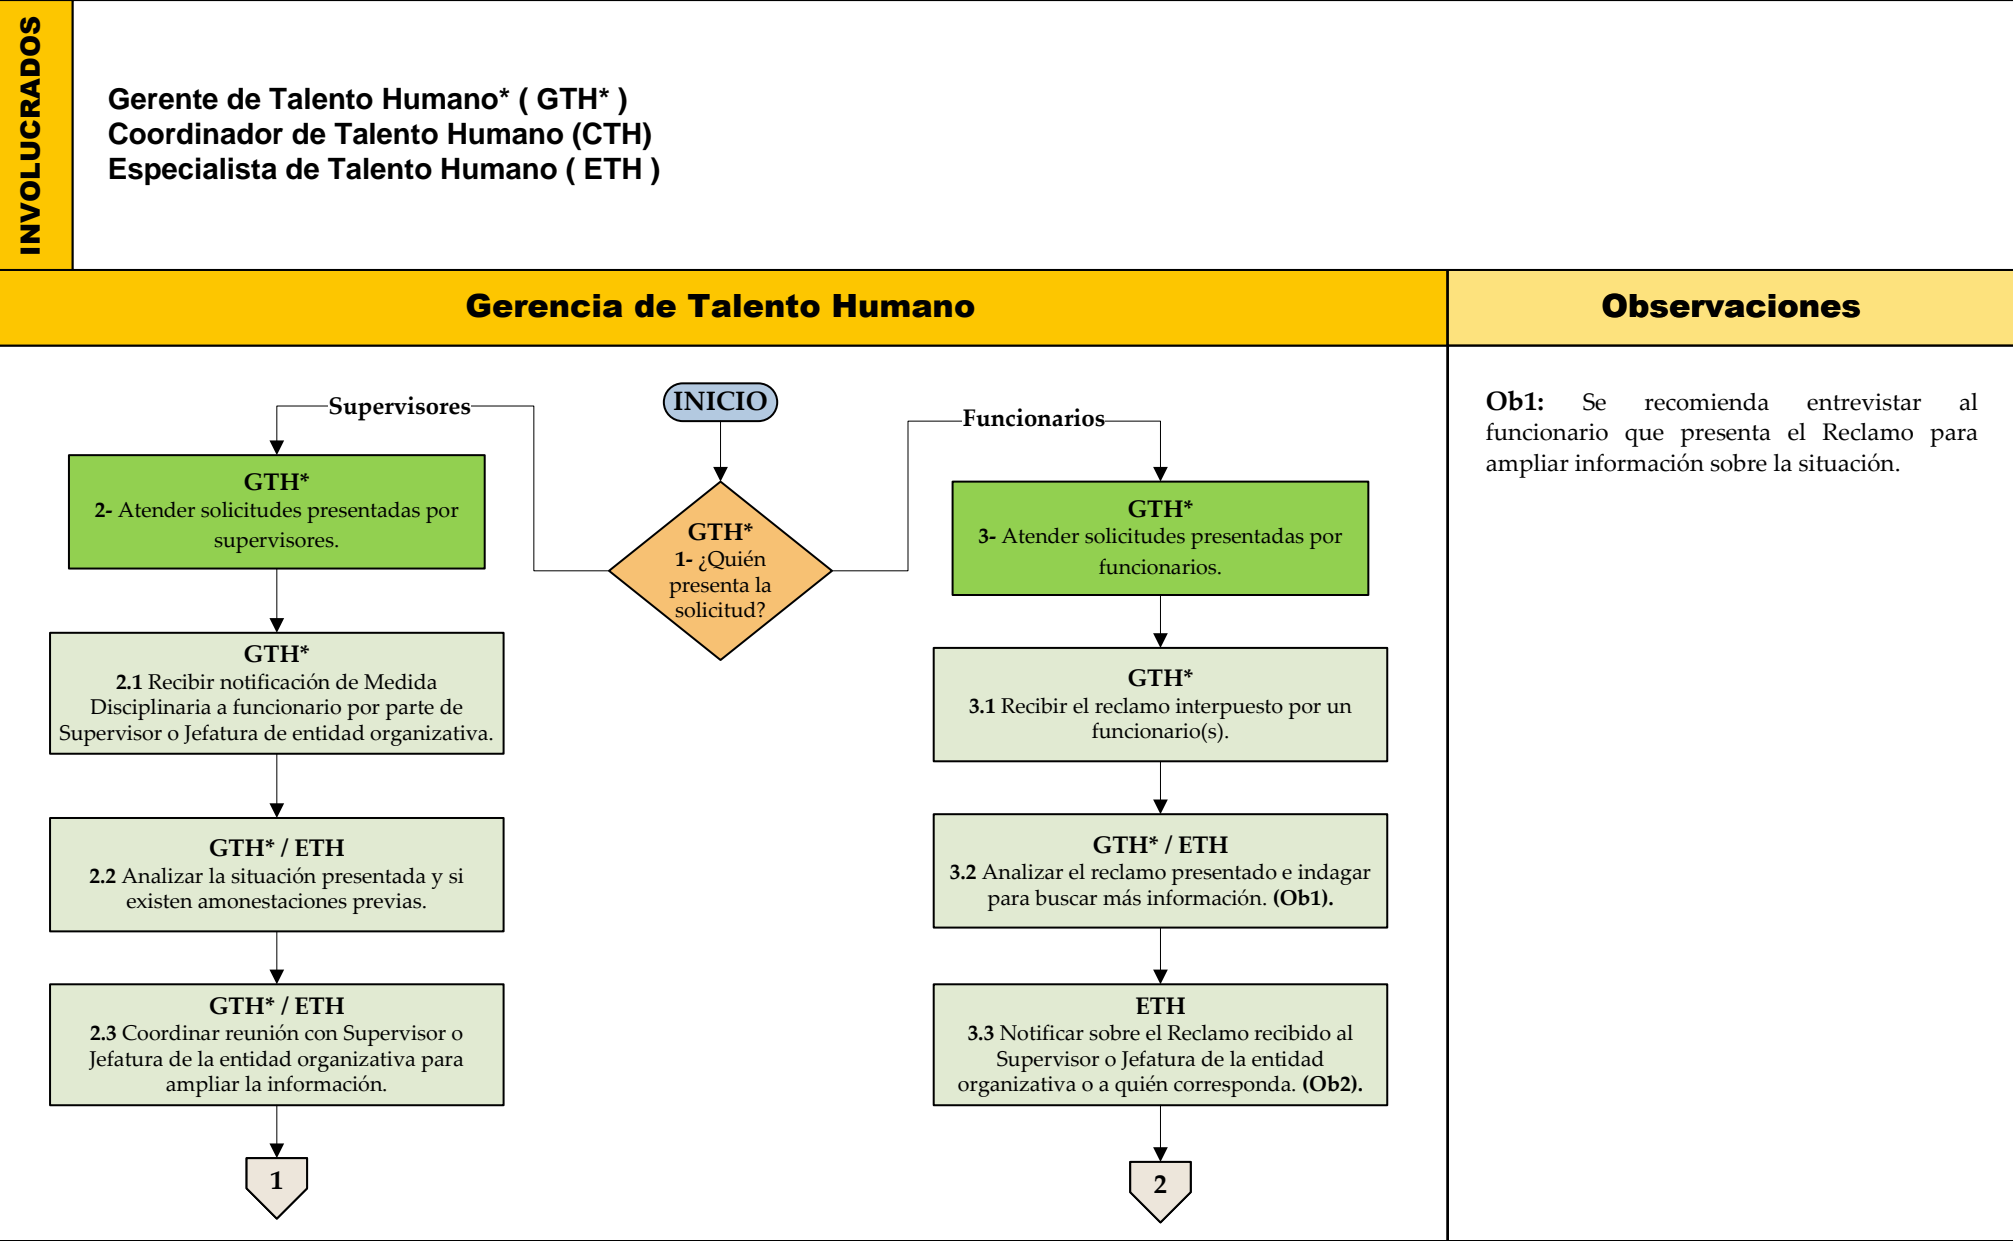 INVOLUCRADOS
Gerente de Talento Humano* ( GTH* )
Coordinador de Talento Humano (CTH)
Especialista de Talento Humano ( ETH )
Gerencia de Talento Humano
Observaciones
INICIO
Supervisores
Funcionarios
GTH*
1- ¿Quién
presenta la
solicitud?
GTH*
2- Atender solicitudes presentadas por
supervisores.
GTH*
2.1 Recibir notificación de Medida
Disciplinaria a funcionario por parte de
Supervisor o Jefatura de entidad organizativa.
GTH* / ETH
2.2 Analizar la situación presentada y si
existen amonestaciones previas.
GTH* / ETH
2.3 Coordinar reunión con Supervisor o
Jefatura de la entidad organizativa para
ampliar la información.
1
GTH*
3- Atender solicitudes presentadas por
funcionarios.
GTH*
3.1 Recibir el reclamo interpuesto por un
funcionario(s).
GTH* / ETH
3.2 Analizar el reclamo presentado e indagar
para buscar más información. (Ob1).
ETH
3.3 Notificar sobre el Reclamo recibido al
Supervisor o Jefatura de la entidad
organizativa o a quién corresponda. (Ob2).
2
Ob1: Se recomienda entrevistar al
funcionario que presenta el Reclamo para
ampliar información sobre la situación.